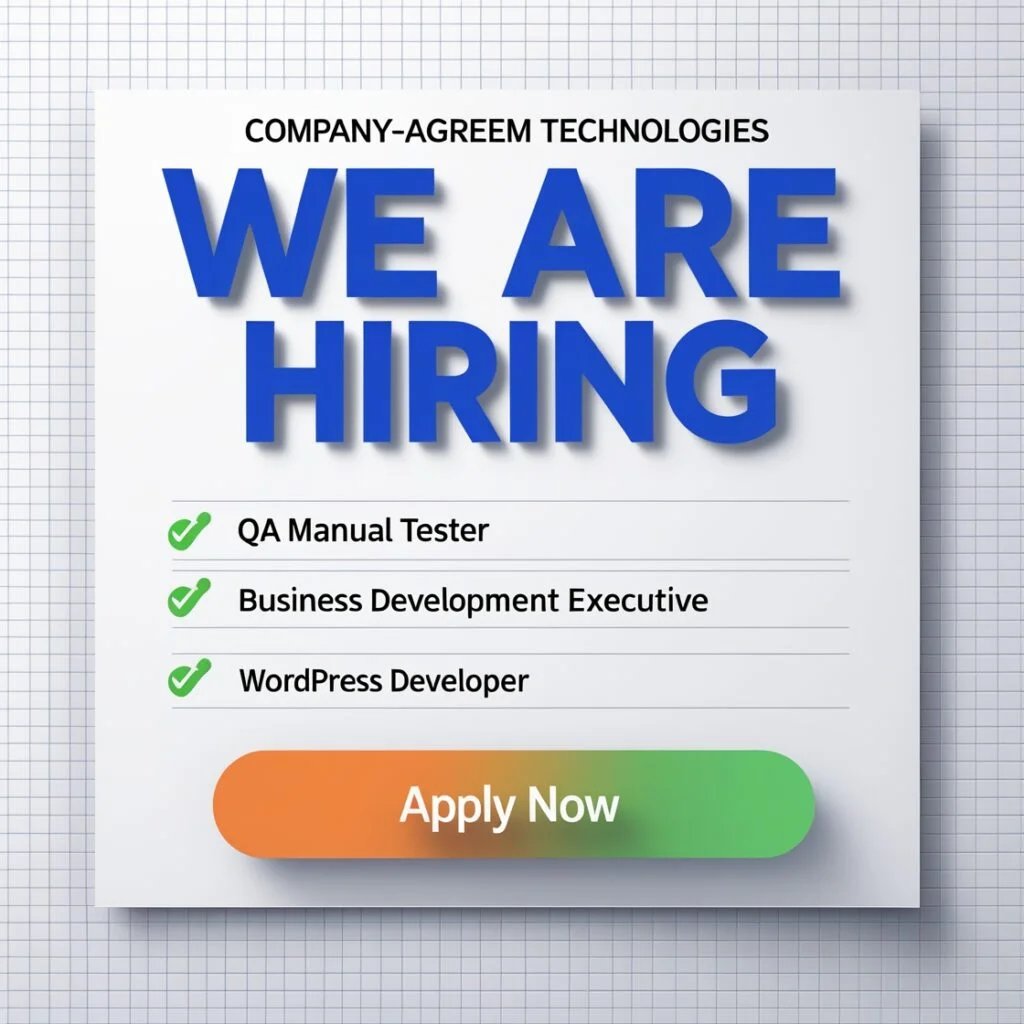 COMPANY-AGREEM TECHNOLOGIES
WE ARE
HIRING
QA Manual Tester
Business Development Executive
WordPress Developer
Apply Now